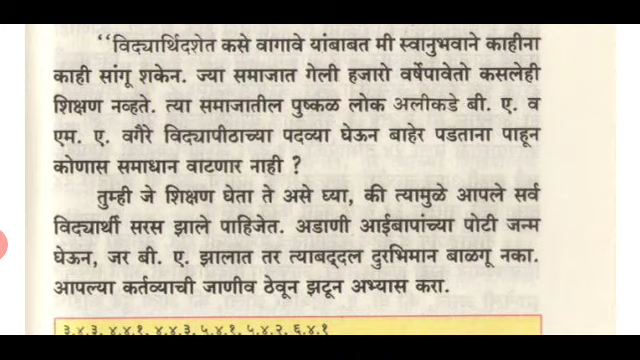 “विद्यार्थिदशेत कसे वागावे यांबाबत मी स्वानुभवाने काहीना
काही सांगू शकेन. ज्या समाजात गेली हजारो वर्षेपावेतो कसलेही
शिक्षण नव्हते. त्या समाजातील पुष्कळ लोक अलीकडे बी. ए. व
एम. ए. वगैरे विद्यापीठाच्या पदव्या घेऊन बाहेर पडताना पाहून
कोणास समाधान वाटणार नाही ?
तुम्ही जे शिक्षण घेता ते असे घ्या, की त्यामुळे आपले सर्व
विद्यार्थी सरस झाले पाहिजेत. अडाणी आईबापांच्या पोटी जन्म
घेऊन, जर बी. ए. झालात तर त्याबद्दल दुरभिमान बाळगू नका.
आपल्या कर्तव्याची जाणीव ठेवून झटून अभ्यास करा.
३.४.३, ४.४.१, ४.४.३, ५.४.१, ५.४.२, ६.४.१